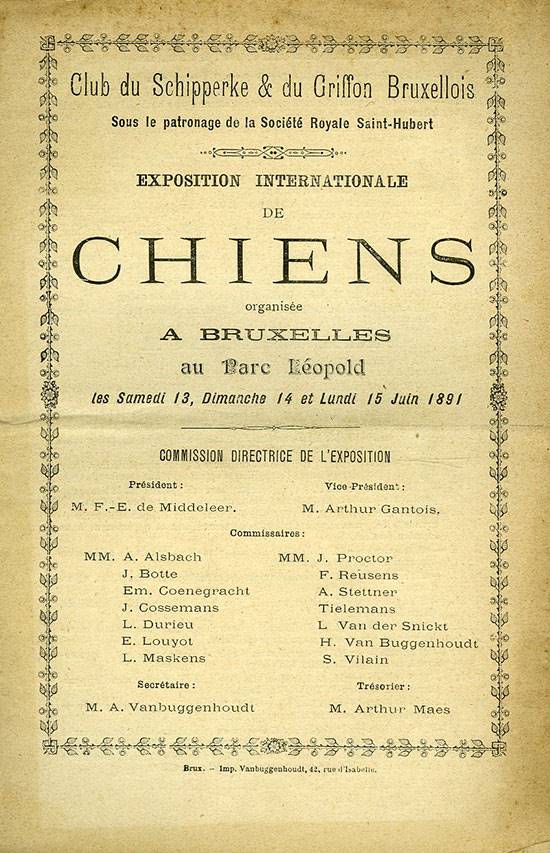 Club du Schipperke & du Griffon Bruxellois
Sous le patronage de la Société Royale Saint-Hubert
EXPOSITION INTERNATIONALE
DE
CHIENS
organisée
A BRUXELLES
au Parc Léopold
les Samedi 13, Dimanche 14 et Lundi 15 Juin 1891
COMMISSION DIRECTRICE DE L'EXPOSITION
Président : Vice-Président :
M. F.-E. de Middeleer. M. Arthur Gantois.
Commissaires :
MM. A. Alsbach MM. J. Proctor
J. Botte F. Reusens
Em. Coenegracht A. Stettner
J. Cossemans Tielemans
L. Durieu L Van der Snickt
E. Louyot H. Van Buggenhoudt
L. Maskens S. Vilain
Secrétaire : Trésorier :
M. A. Vanbuggenhoudt M. Arthur Maes
Brux. — Imp. Vanbuggenhoudt, 42, rue d'Isabelle.